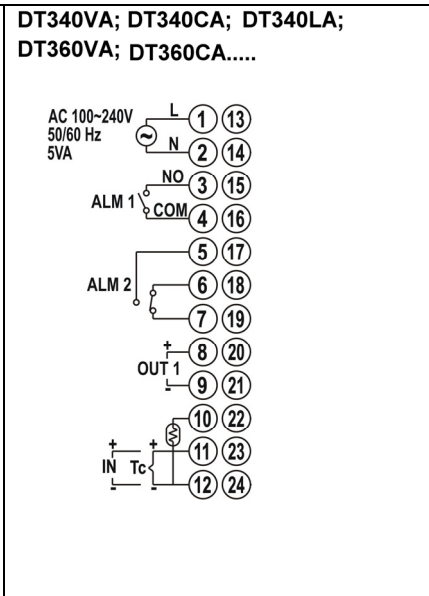 DT340VA; DT340CA; DT340LA;
DT360VA; DT360CA.....
AC 100~240V
50/60 Hz
5VA
L 1 13
N 2 14
NO 3 15
ALM 1
COM 4 16
5 17
ALM 2 6 18
7 19
+ 8 20
OUT 1
- 9 21
10 22
+ + 11 23
IN Tc
- - 12 24